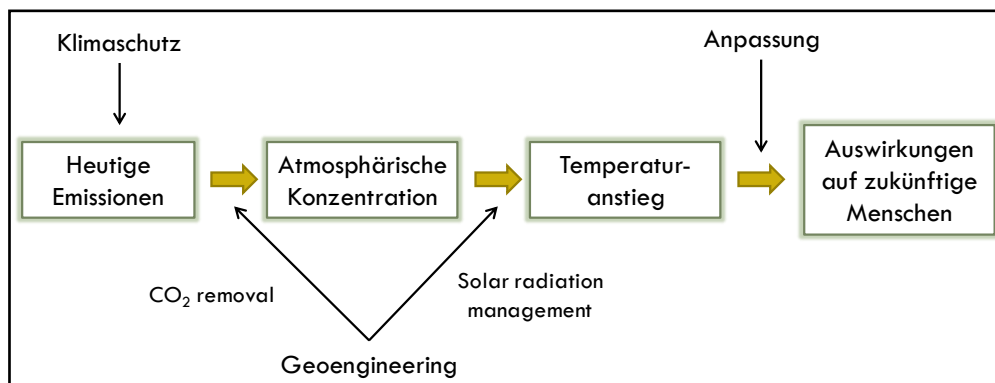 Klimaschutz
Anpassung
Heutige
Emissionen
Atmosphärische
Konzentration
Temperatur-
anstieg
Auswirkungen
auf zukünftige
Menschen
CO₂ removal
Solar radiation
management
Geoengineering